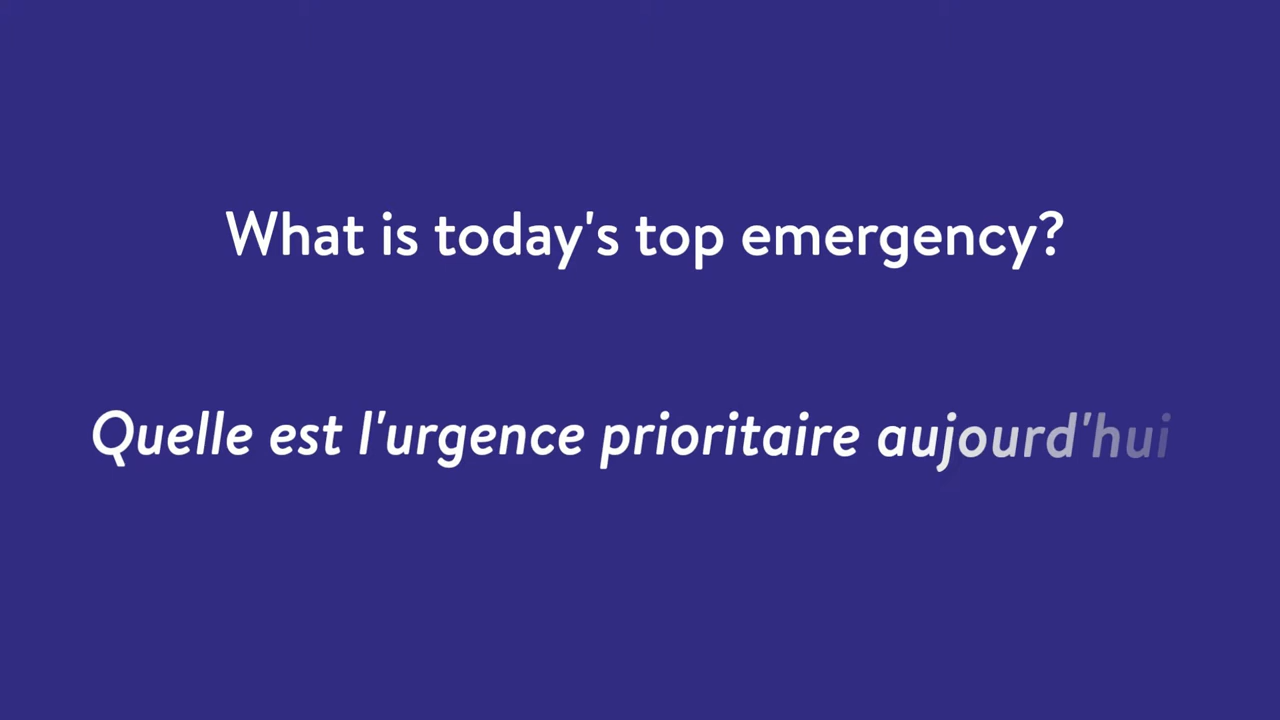 What is today's top emergency?
Quelle est l'urgence prioritaire aujourd'hui